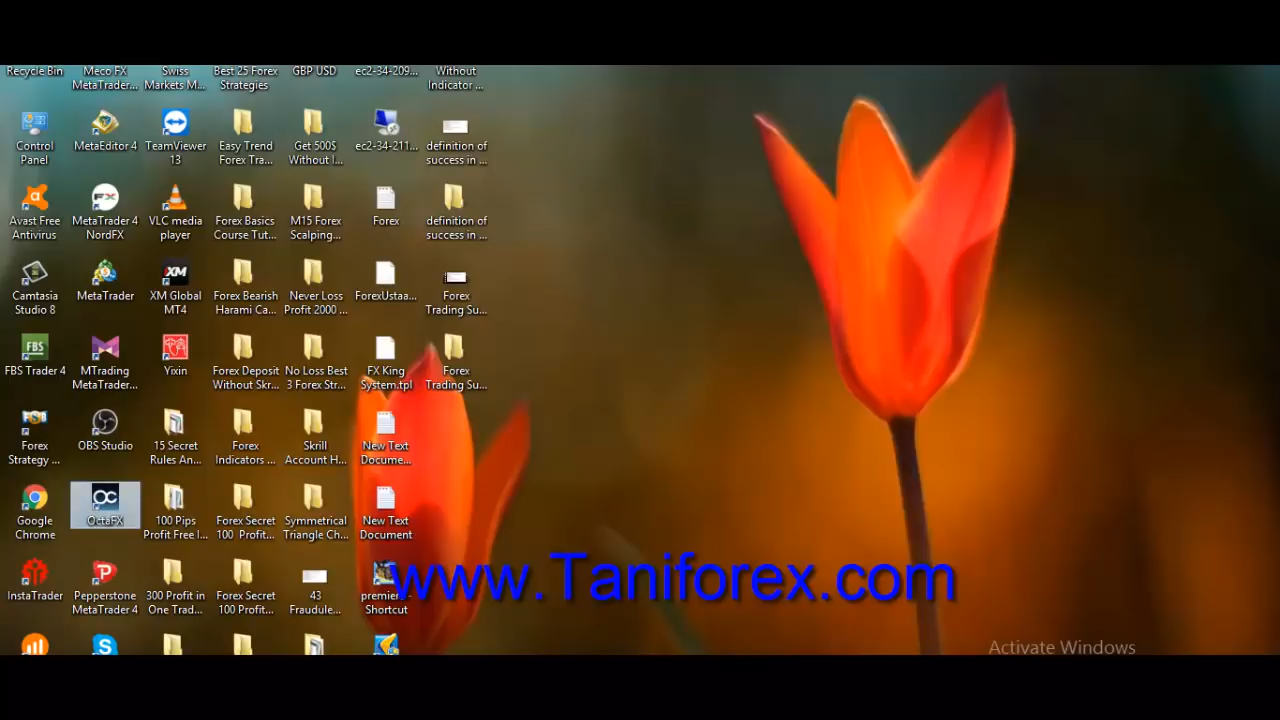 Recycle Bin
Meco FX
MetaTrader...
Swiss
Markets M...
Best 25 Forex
Strategies
GBP USD
ec2-34-209...
Without
Indicator ...
Control
Panel
MetaEditor 4
TeamViewer
13
Easy Trend
Forex Tra...
Get 500$
Without I...
ec2-34-211...
definition of
success in ...
Avast Free
Antivirus
MetaTrader 4
NordFX
VLC media
player
Forex Basics
Course Tut...
M15 Forex
Scalping...
Forex
definition of
success in ...
Camtasia
Studio 8
MetaTrader
XM
XM Global
MT4
Forex Bearish
Harami Ca...
Never Loss
Profit 2000 ...
ForexUstaa...
Forex
Trading Su...
FBS
FBS Trader 4
MTrading
MetaTrader...
Yixin
Forex Deposit
Without Skr...
No Loss Best
3 Forex Str...
FX King
System.tpl
Forex
Trading Su...
Forex
Strategy ...
OBS Studio
15 Secret
Rules An...
Forex
Indicators ...
Skrill
Account H...
New Text
Docume...
Google
Chrome
OctaFX
100 Pips
Profit Free I...
Forex Secret
100 Profit...
Symmetrical
Triangle Ch...
New Text
Document
InstaTrader
Pepperstone
MetaTrader 4
300 Profit in
One Trad...
Forex Secret
100 Profit...
43
Fraudule...
premier -
Shortcut
www.Taniforex.com
Activate Windows